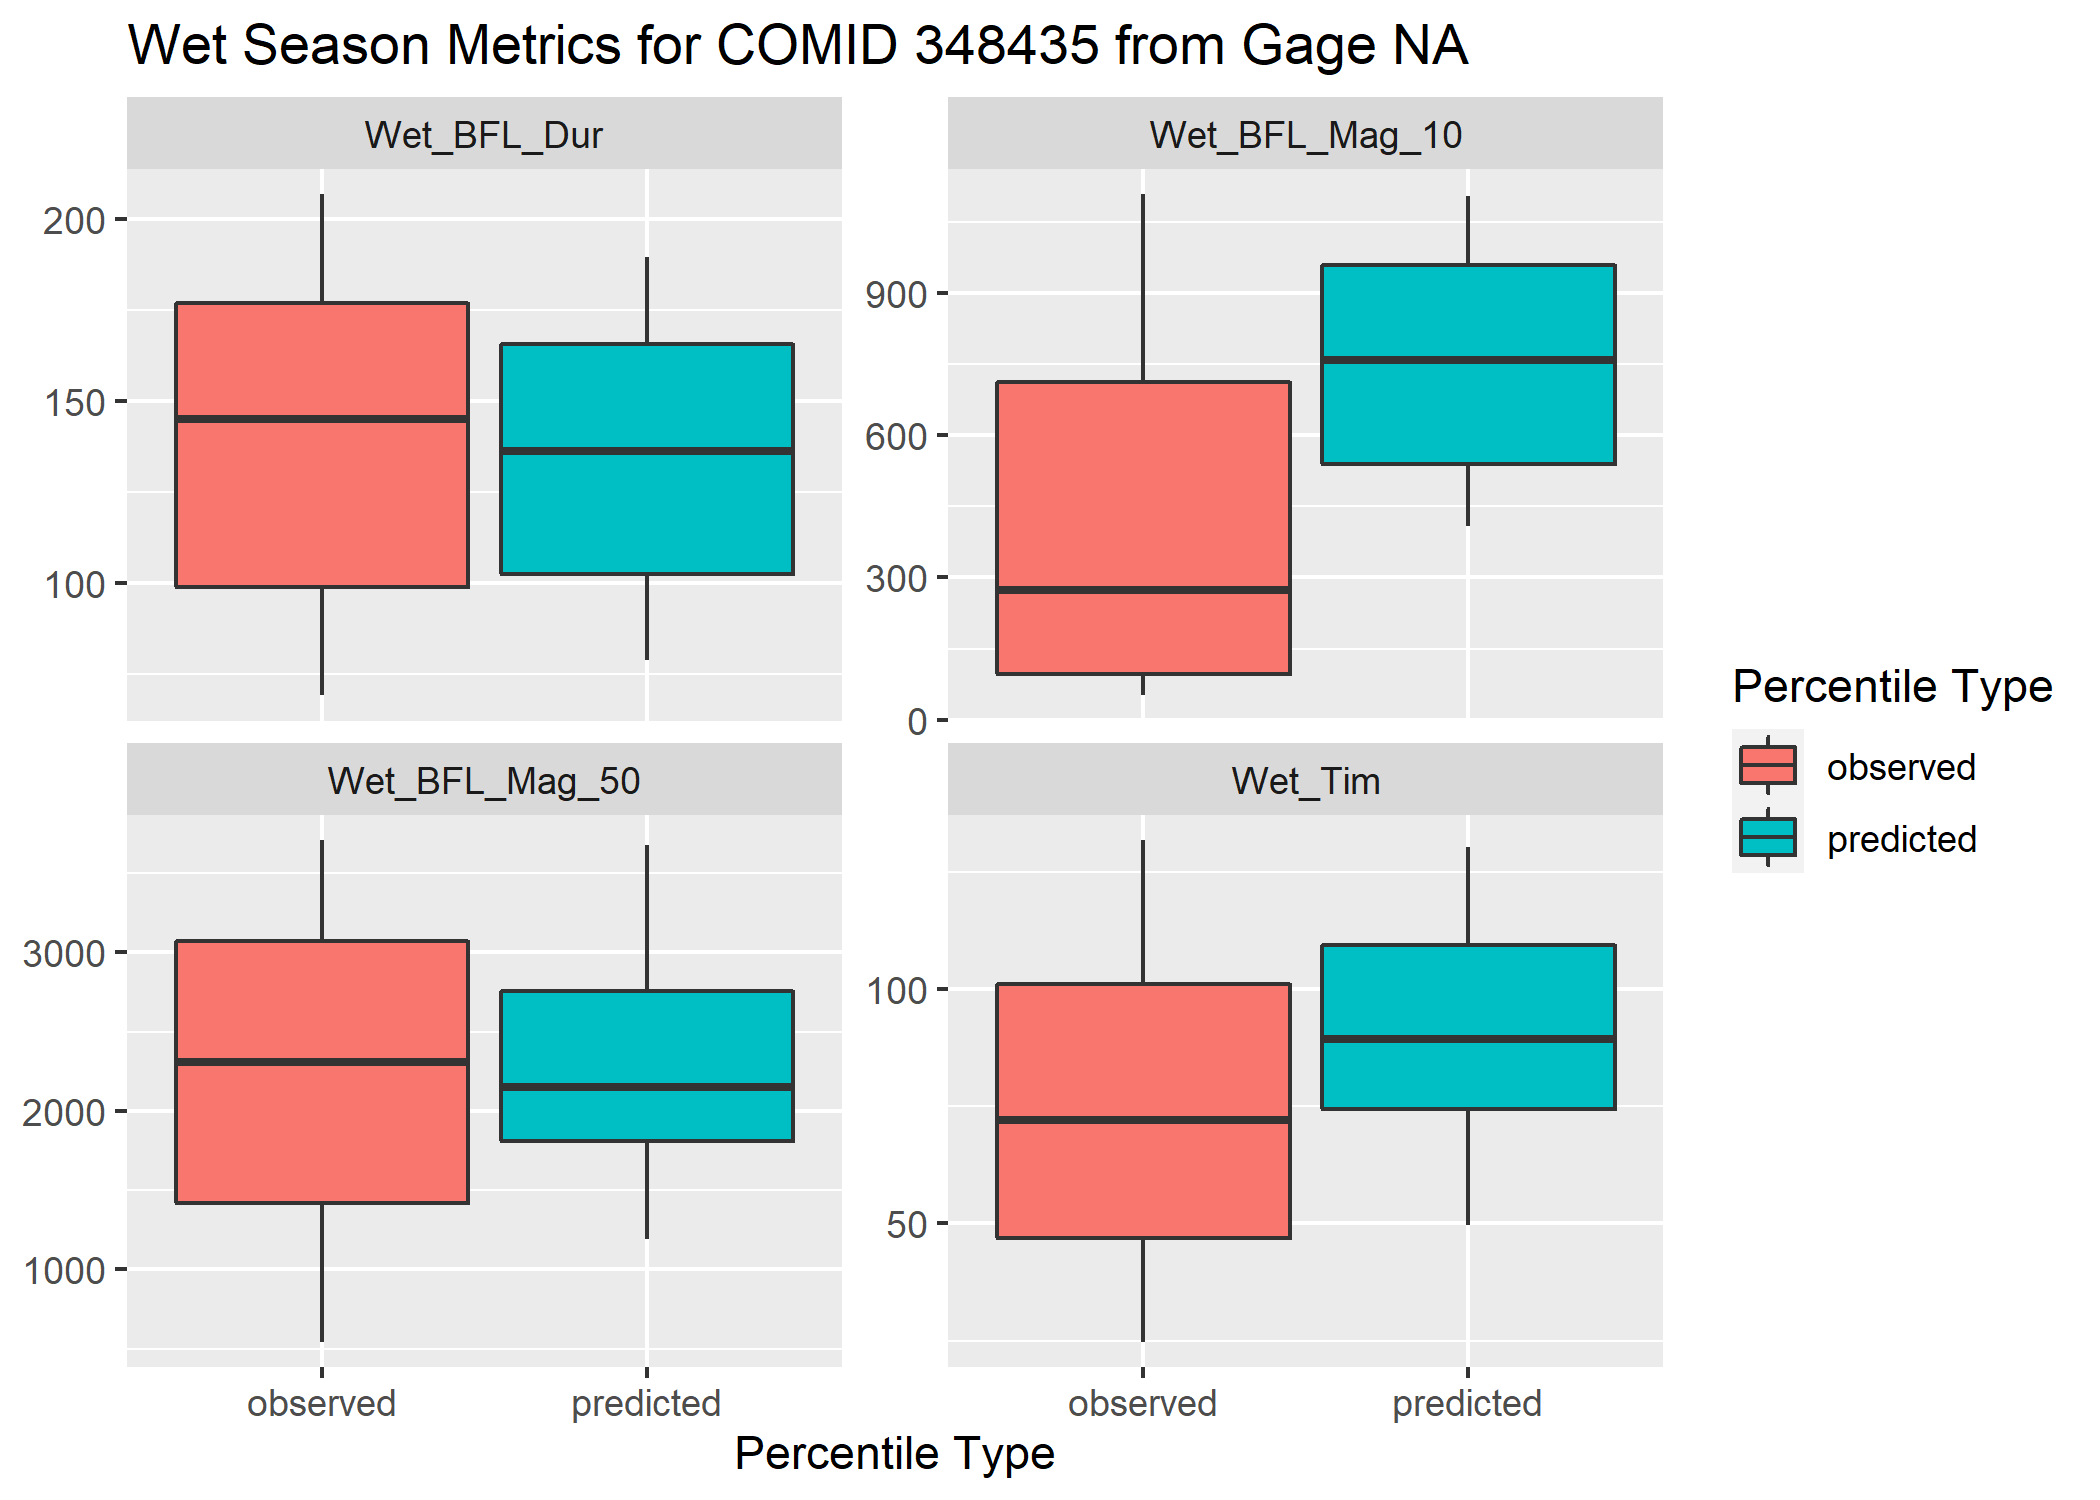 Wet Season Metrics for COMID 348435 from Gage NA
Wet_BFL_Dur
Wet_BFL_Mag_10
200
150
100
900
600
300
0
Wet_BFL_Mag_50
Wet_Tim
3000
2000
1000
100
50
observed
predicted
observed
predicted
Percentile Type
Percentile Type
observed
predicted